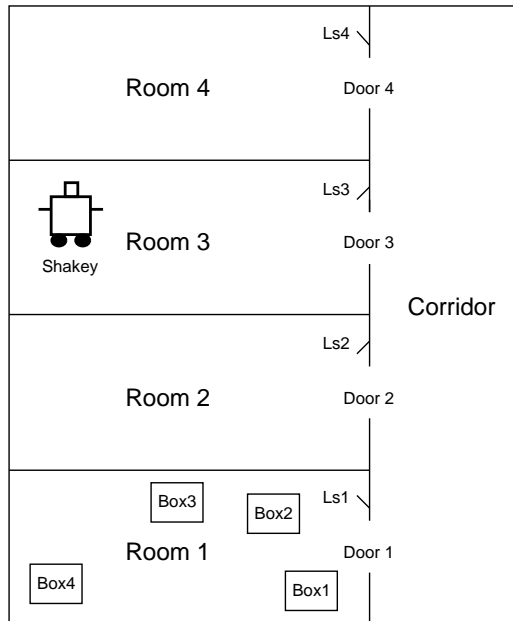 Ls4
Room 4
Door 4
Ls3
Room 3
Door 3
Shakey
Corridor
Ls2
Room 2
Door 2
Box3
Ls1
Box2
Room 1
Door 1
Box4
Box1